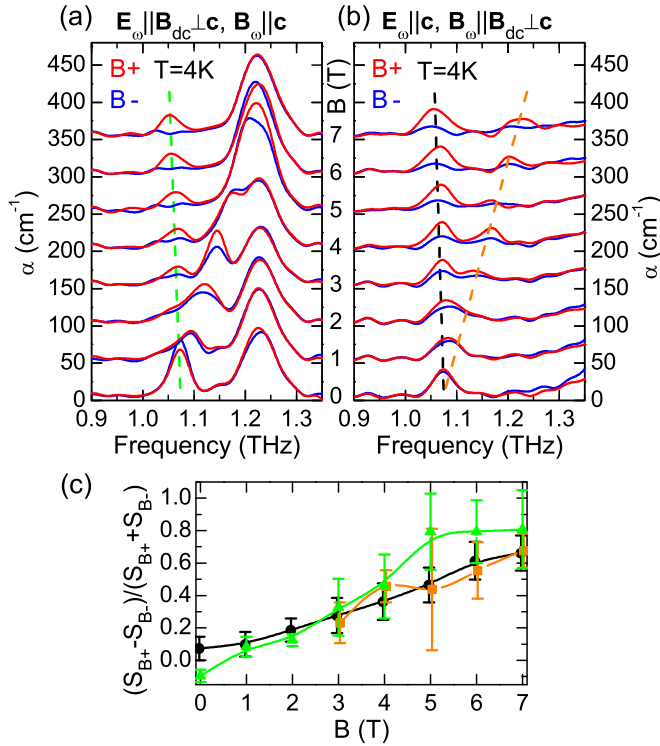 (a) E_ω||B_dc⊥c, B_ω||c
(b) E_ω||c, B_ω||B_dc⊥c
B+ T=4K
B-
B+ T=4K
B-
α (cm⁻¹)
450
400
350
300
250
200
150
100
50
0
B (T)
7
6
5
4
3
2
1
0
450
400
350
300
250
200
150
100
50
0
α (cm⁻¹)
0.9 1.0 1.1 1.2 1.3
Frequency (THz)
0.9 1.0 1.1 1.2 1.3
Frequency (THz)
(c)
(S_B+-S_B-)/(S_B++S_B-)
1.0
0.8
0.6
0.4
0.2
0.0
0 1 2 3 4 5 6 7
B (T)